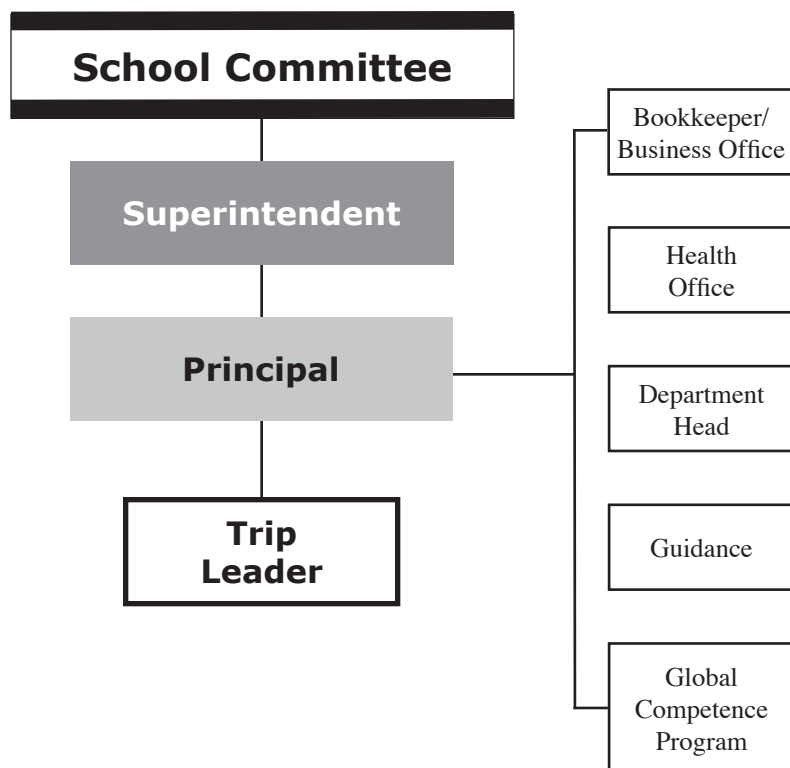 School Committee
Superintendent
Principal
Trip
Leader
Bookkeeper/
Business Office
Health
Office
Department
Head
Guidance
Global
Competence
Program